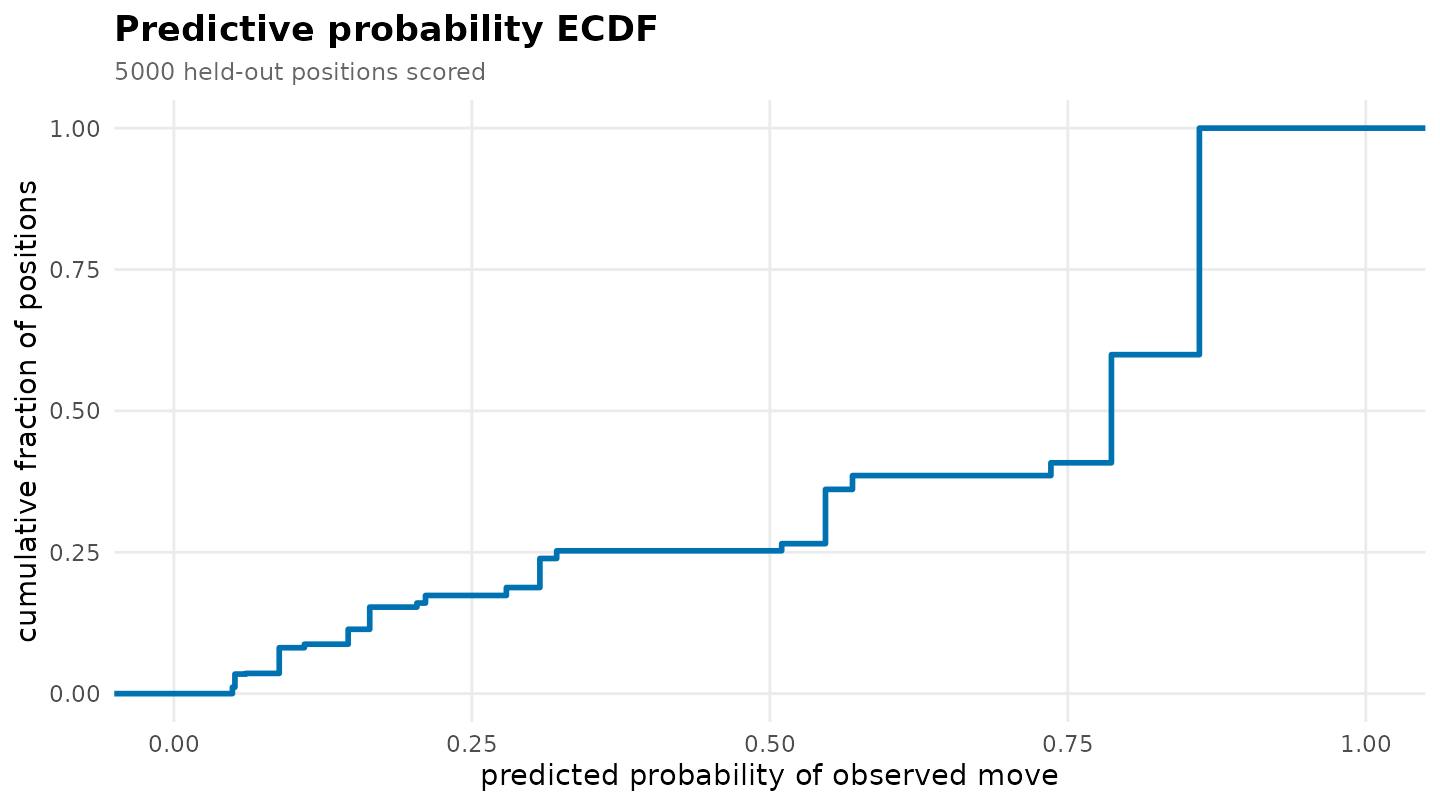 Predictive probability ECDF
5000 held-out positions scored
1.00
0.75
0.50
0.25
0.00
cumulative fraction of positions
0.00 0.25 0.50 0.75 1.00
predicted probability of observed move